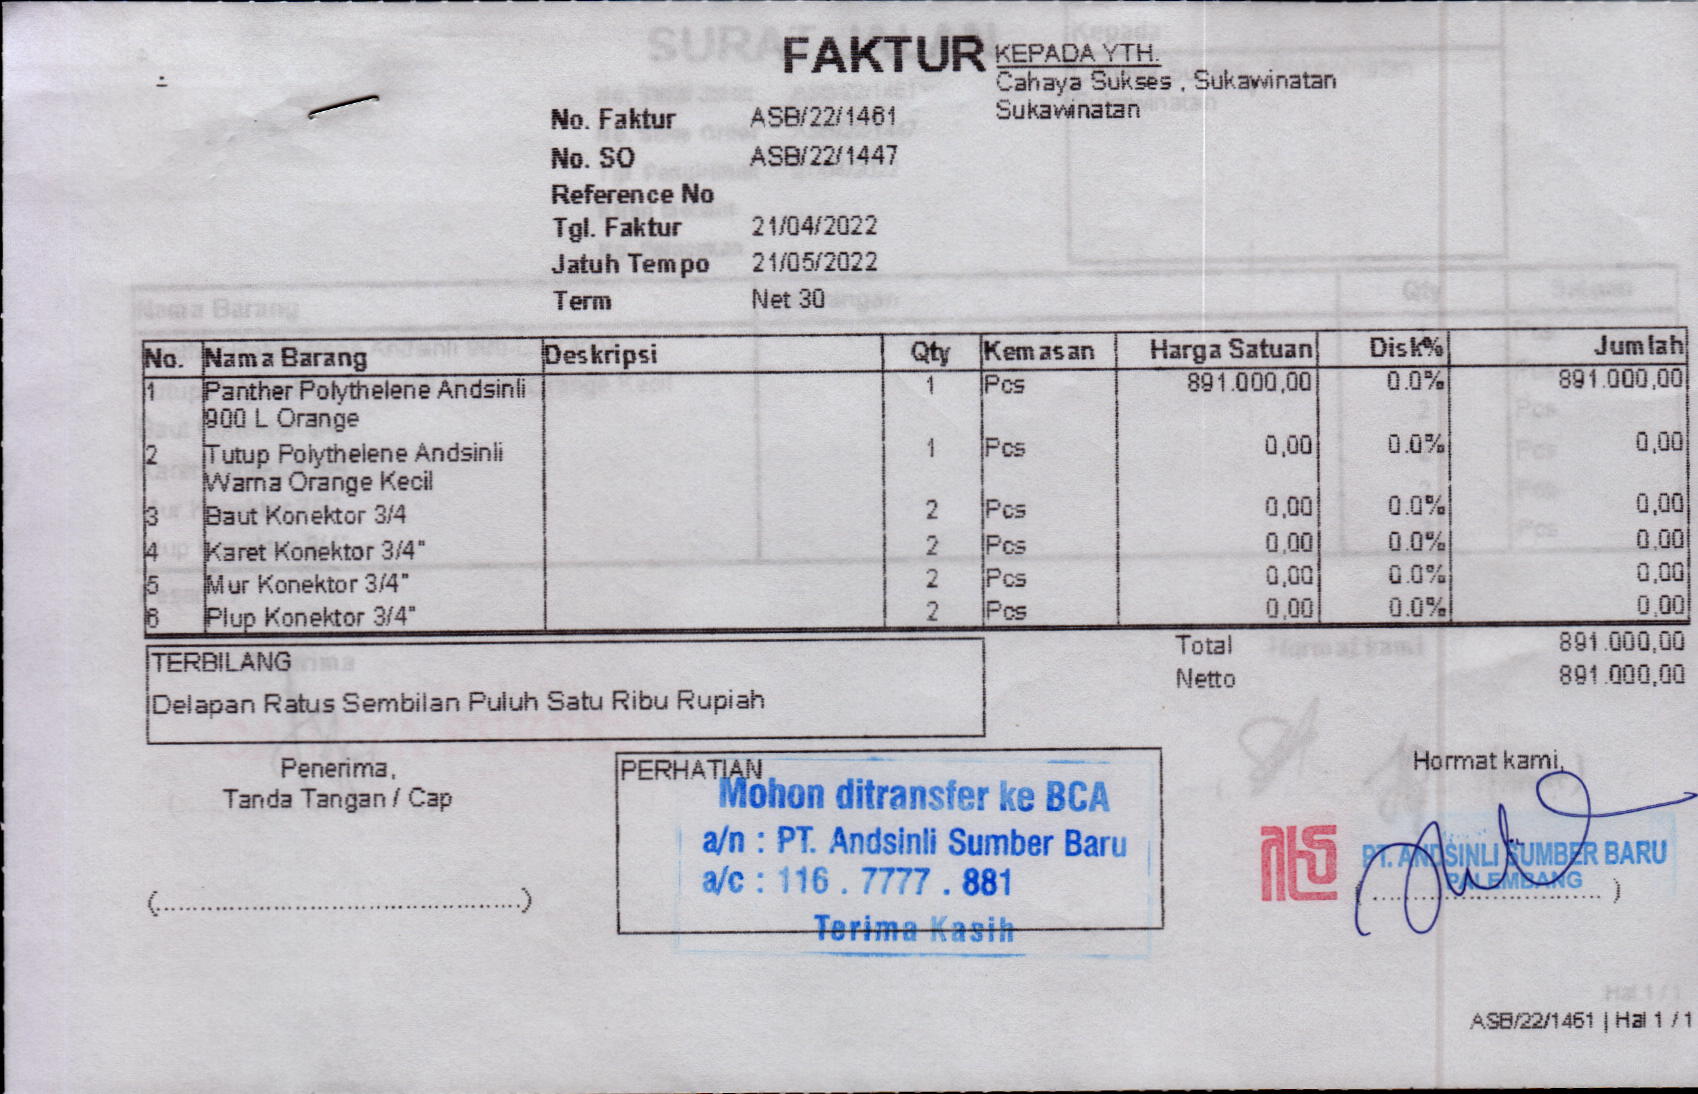 FAKTUR
KEPADA YTH.
Cahaya Sukses , Sukawinatan
Sukawinatan
No. Faktur ASB/22/1461
No. SO ASB/22/1447
Reference No
Tgl. Faktur 21/04/2022
Jatuh Tempo 21/05/2022
Term Net 30
No. Nama Barang Deskripsi Qty Kemasan Harga Satuan Disk% Jumlah
1 Panther Polythelene Andsinli 1 Pcs 891.000,00 0.0% 891.000,00
900 L Orange
2 Tutup Polythelene Andsinli 1 Pcs 0,00 0.0% 0,00
Warna Orange Kecil
3 Baut Konektor 3/4 2 Pcs 0,00 0.0% 0,00
4 Karet Konektor 3/4" 2 Pcs 0,00 0.0% 0,00
5 Mur Konektor 3/4" 2 Pcs 0,00 0.0% 0,00
6 Plup Konektor 3/4" 2 Pcs 0,00 0.0% 0,00
Total 891.000,00
Netto 891.000,00
TERBILANG
Delapan Ratus Sembilan Puluh Satu Ribu Rupiah
Penerima,
Tanda Tangan / Cap
(.............................................)
PERHATIAN
Mohon ditransfer ke BCA
a/n : PT. Andsinli Sumber Baru
a/c : 116 . 7777 . 881
Terima Kasih
Hormat kami,
PT. ANDSINLI SUMBER BARU
PALEMBANG
(.............................)
ASB/22/1461 | Hal 1 / 1